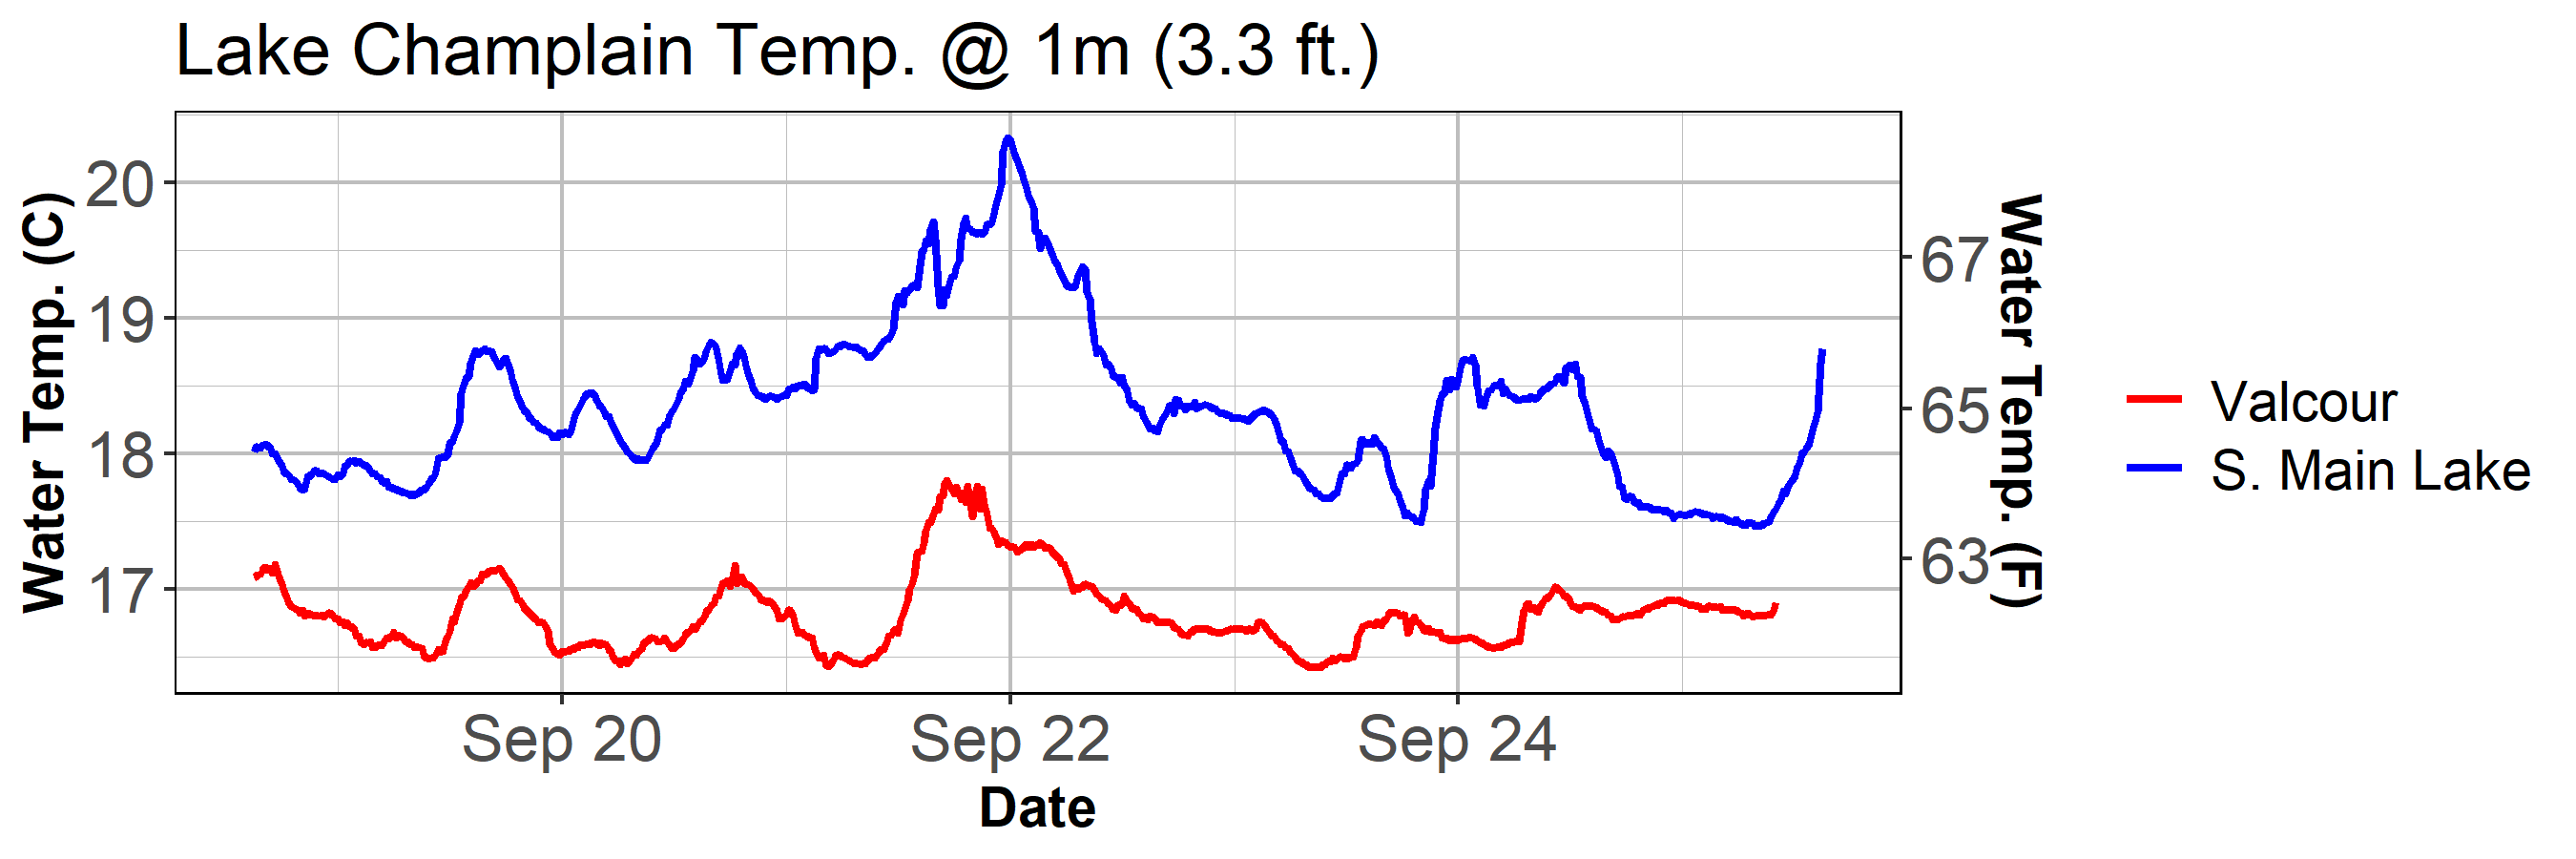 Lake Champlain Temp. @ 1m (3.3 ft.)
Water Temp. (C)
20
19
18
17
67
65
63
Water Temp. (F)
Sep 20
Sep 22
Sep 24
Date
Valcour
S. Main Lake